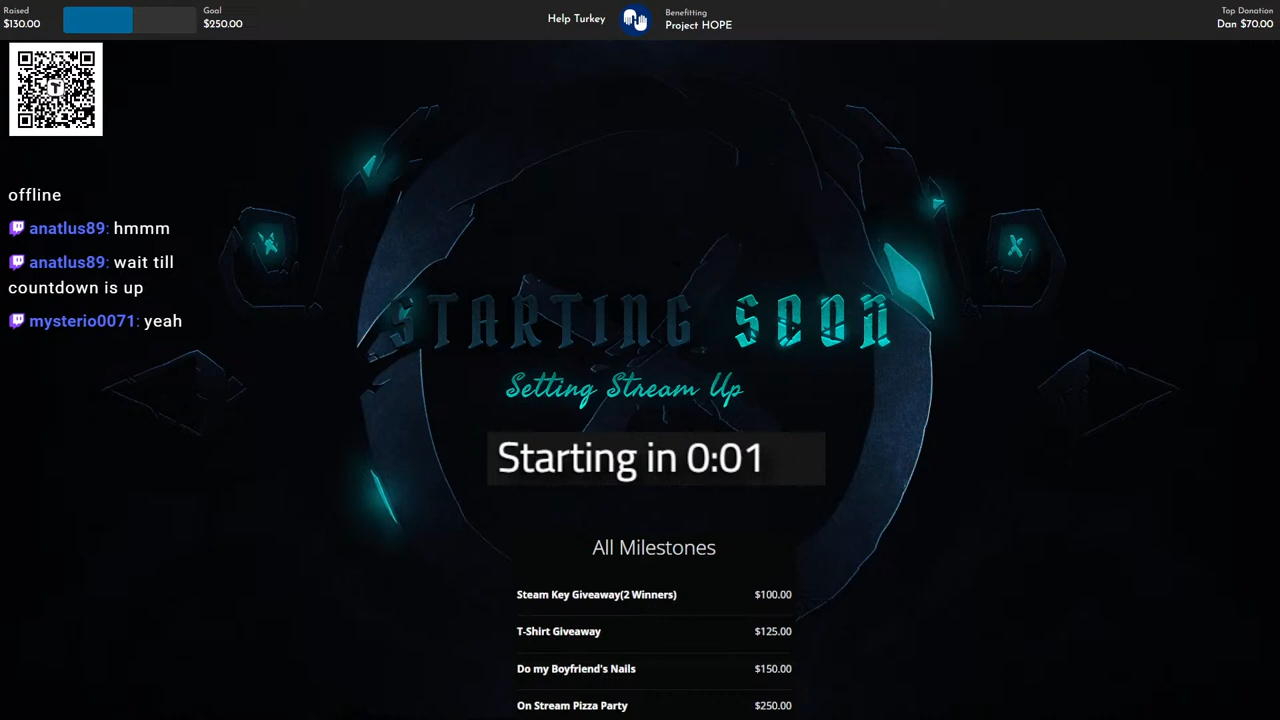 Raised
$130.00
Goal
$250.00
Help Turkey
Benefitting
Project HOPE
Top Donation
Dan $70.00
T
offline
anatlus89: hmmm
anatlus89: wait till
countdown is up
mysterio0071: yeah
STARTING SOON
Setting Stream Up
Starting in 0:01
All Milestones
Steam Key Giveaway(2 Winners) $100.00
T-Shirt Giveaway $125.00
Do my Boyfriend's Nails $150.00
On Stream Pizza Party $250.00